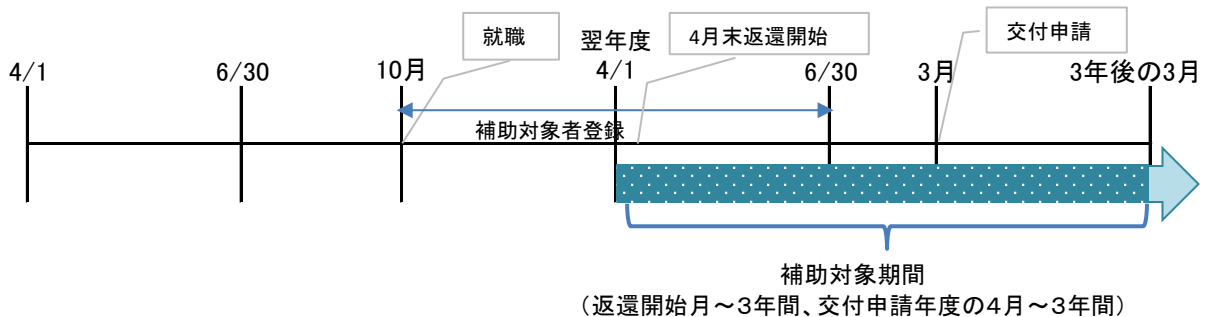 就職
翌年度
4月末返還開始
交付申請
4/1
6/30
10月
4/1
6/30
3月
3年後の3月
補助対象者登録
補助対象期間
（返還開始月～3年間、交付申請年度の４月～３年間）